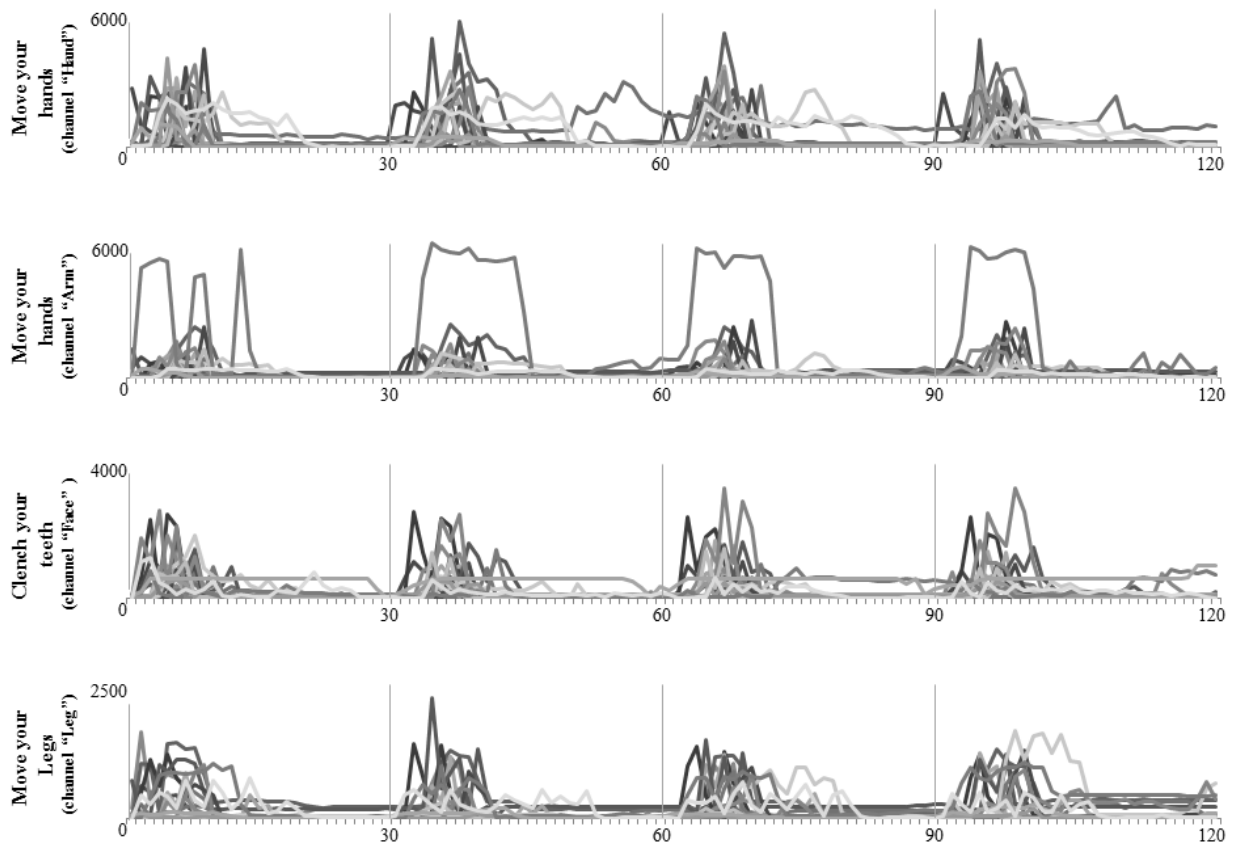 Move your
hands
(channel “Hand”)
6000
0
30
60
90
120
Move your
hands
(channel “Arm”)
6000
0
30
60
90
120
Clench your
teeth
(channel “Face” )
4000
0
30
60
90
120
Move your
Legs
(channel “Leg”)
2500
0
30
60
90
120